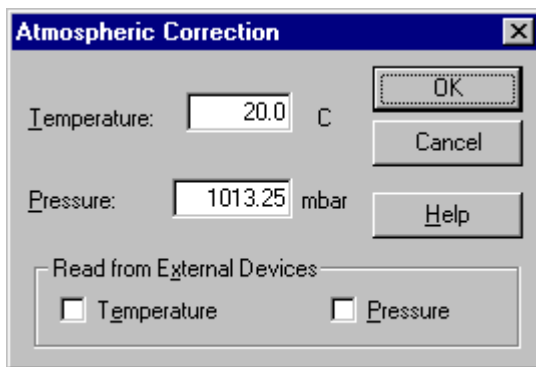 Atmospheric Correction
Temperature: 20.0 C
OK
Cancel
Pressure: 1013.25 mbar
Help
Read from External Devices
Temperature Pressure